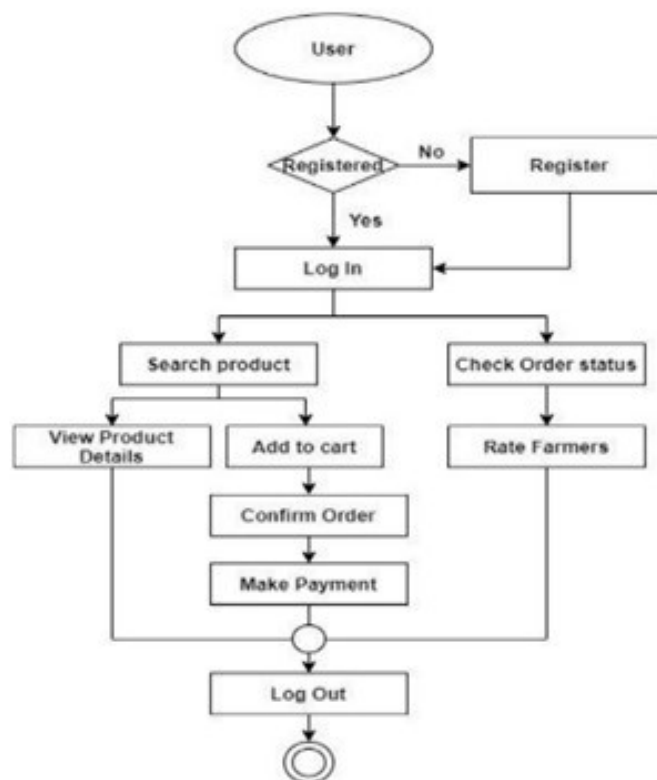 User
Registered
No
Register
Yes
Log In
Search product
Check Order status
View Product
Details
Add to cart
Rate Farmers
Confirm Order
Make Payment
Log Out